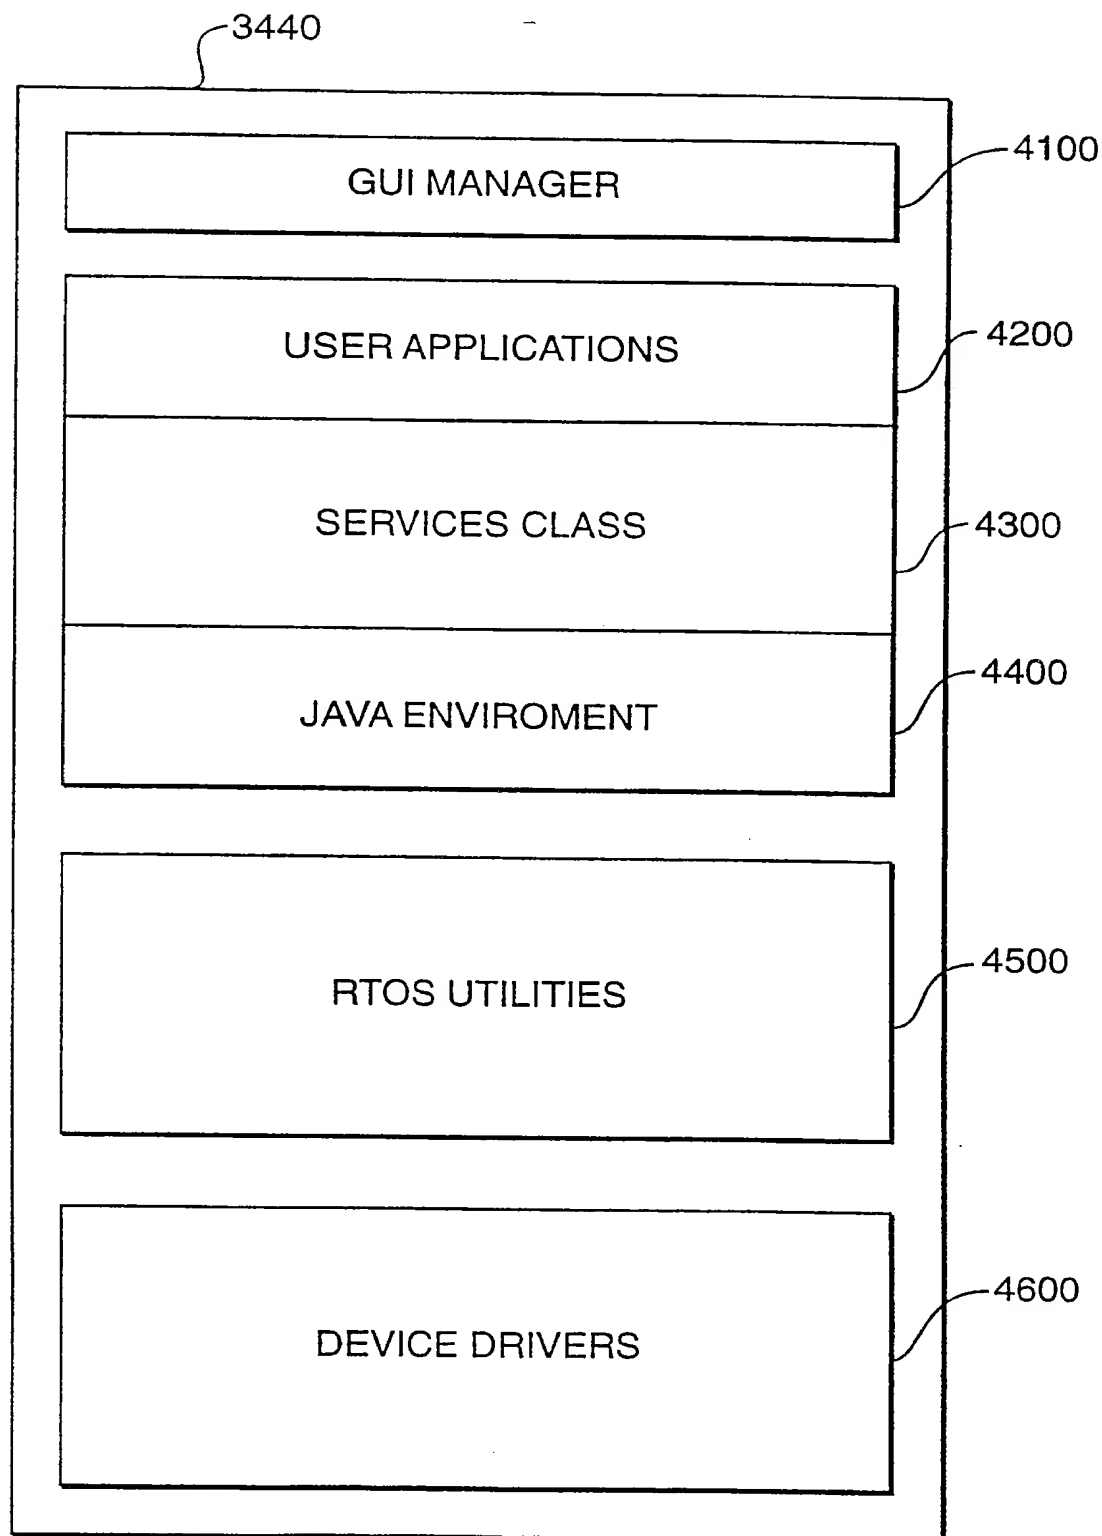 3440
GUI MANAGER
4100
USER APPLICATIONS
4200
SERVICES CLASS
4300
JAVA ENVIROMENT
4400
RTOS UTILITIES
4500
DEVICE DRIVERS
4600